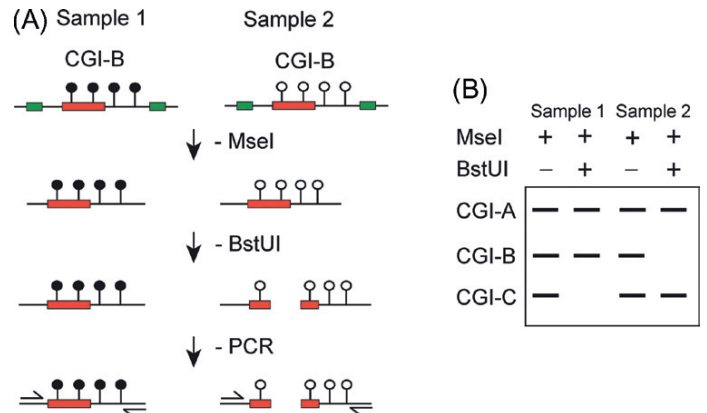 (A)
Sample 1 Sample 2
CGI-B CGI-B
- MseI
- BstUI
- PCR
(B)
Sample 1 Sample 2
MseI + + + +
BstUI – + – +
CGI-A
CGI-B
CGI-C